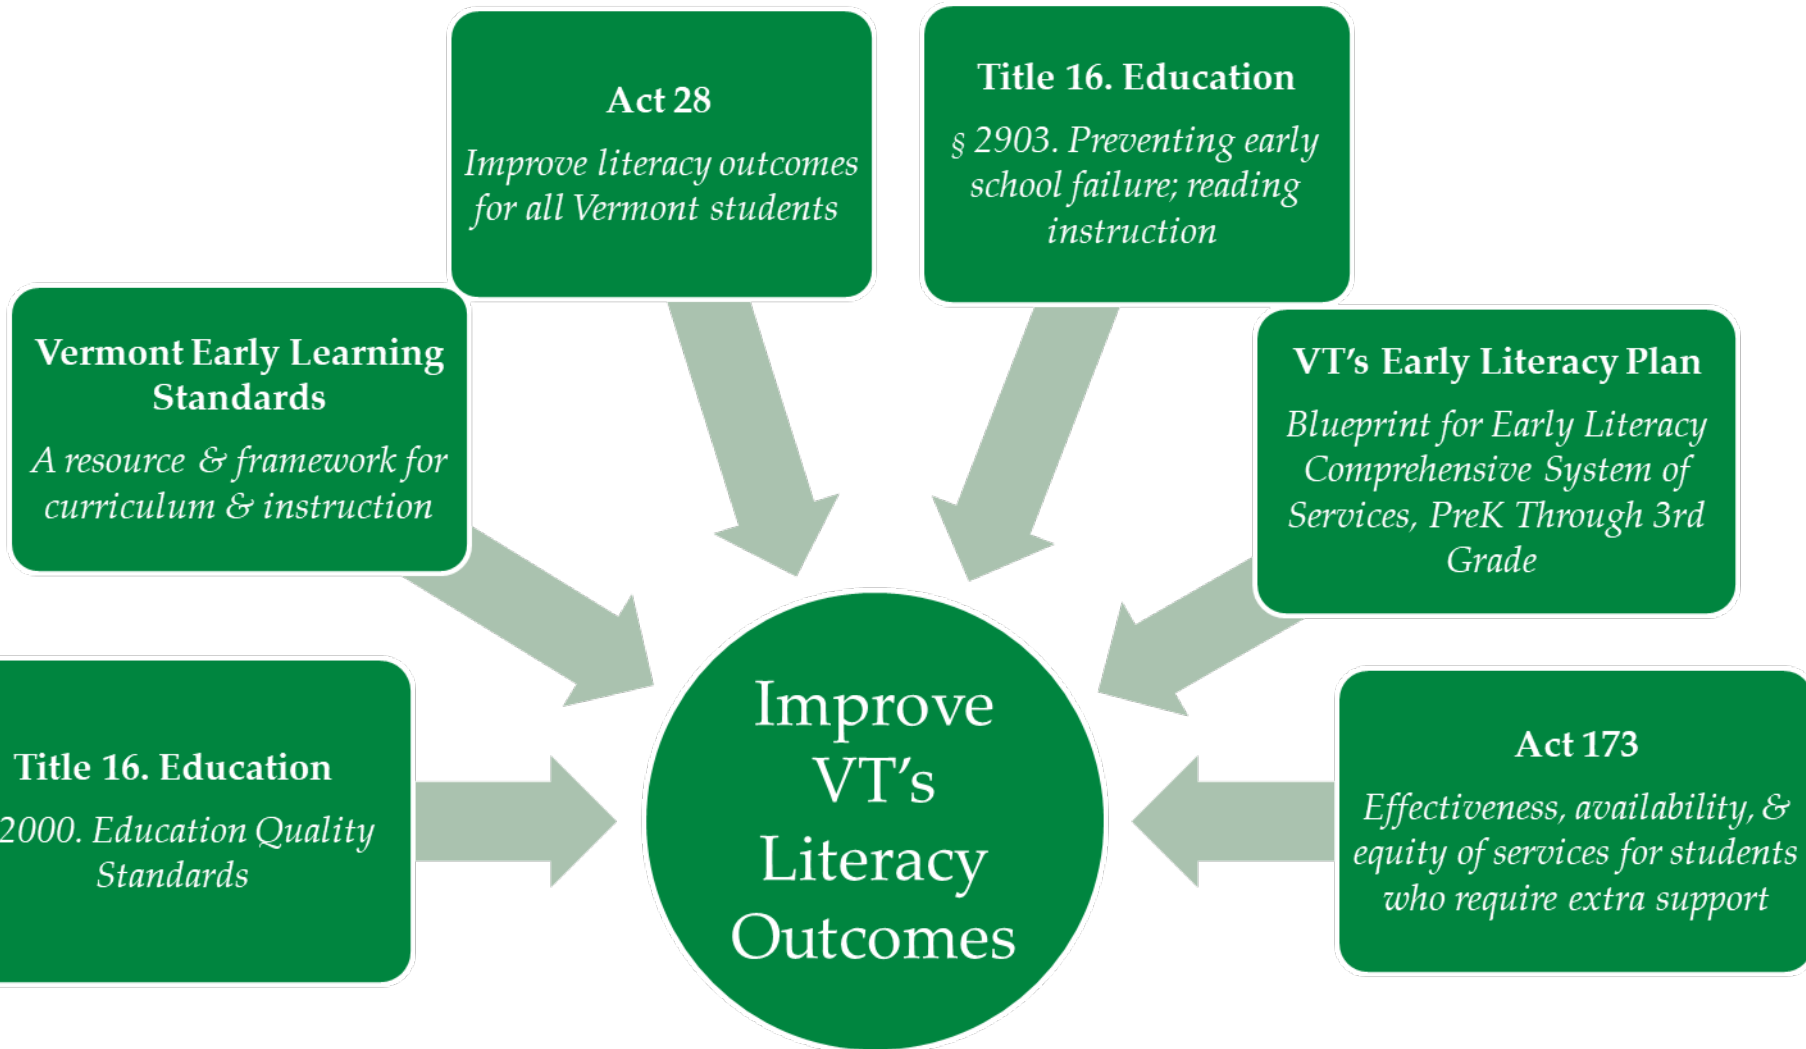 Act 28
Improve literacy outcomes
for all Vermont students
Title 16. Education
§ 2903. Preventing early
school failure; reading
instruction
Vermont Early Learning
Standards
A resource & framework for
curriculum & instruction
VT's Early Literacy Plan
Blueprint for Early Literacy
Comprehensive System of
Services, PreK Through 3rd
Grade
Title 16. Education
2000. Education Quality
Standards
Improve
VT's
Literacy
Outcomes
Act 173
Effectiveness, availability, &
equity of services for students
who require extra support